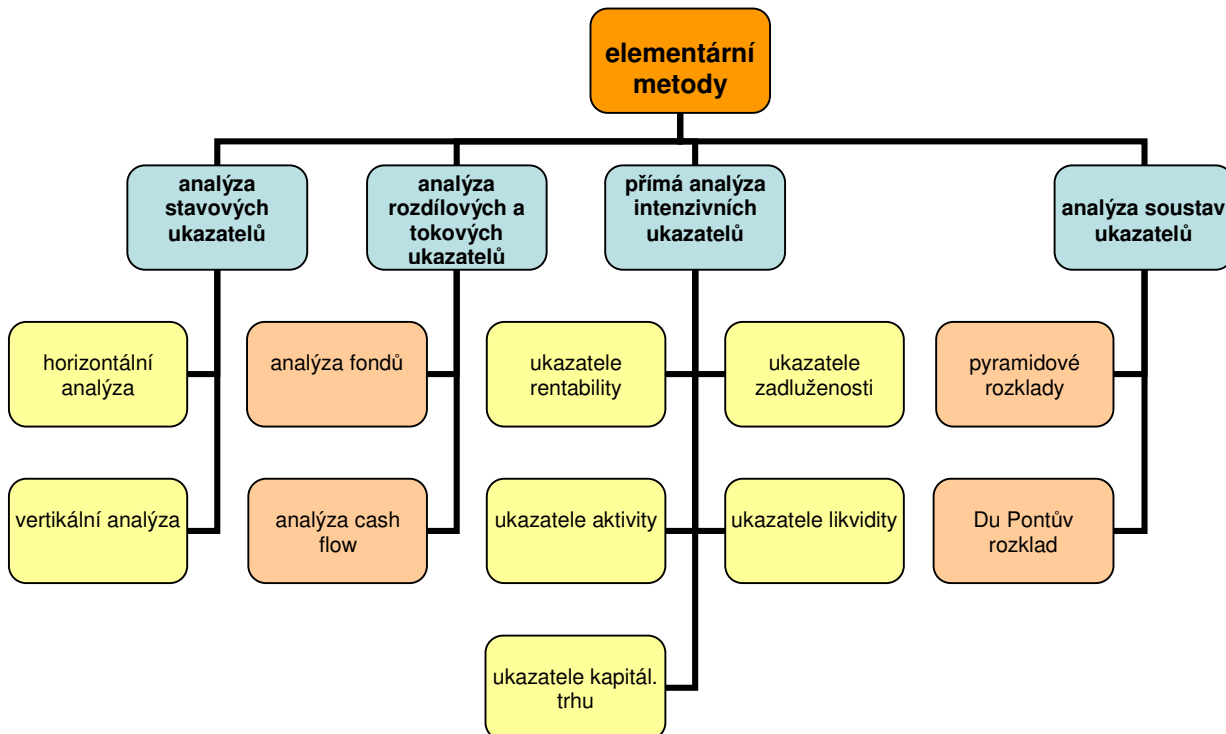 elementární
metody
analýza
stavových
ukazatelů
analýza
rozdílových a
tokových
ukazatelů
přímá analýza
intenzivních
ukazatelů
analýza soustav
ukazatelů
horizontální
analýza
analýza fondů
ukazatele
rentability
ukazatele
zadluženosti
pyramidové
rozklady
vertikální analýza
analýza cash
flow
ukazatele aktivity
ukazatele likvidity
Du Pontův
rozklad
ukazatele kapitál.
trhu